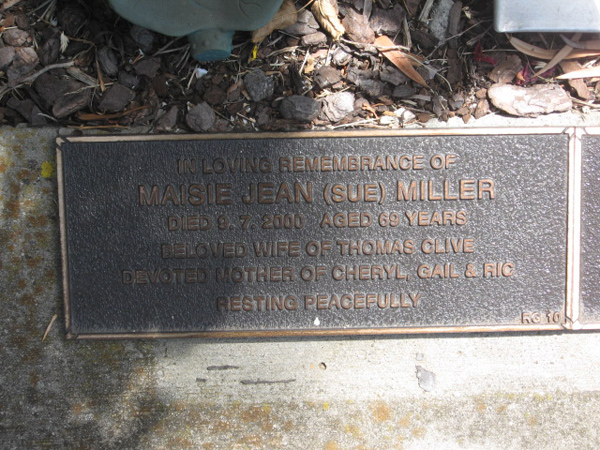 IN LOVING REMEMBRANCE OF
MAISIE JEAN (SUE) MILLER
DIED 9. 7. 2000 AGED 69 YEARS
BELOVED WIFE OF THOMAS CLIVE
DEVOTED MOTHER OF CHERYL, GAIL & RIC
RESTING PEACEFULLY
RG 10